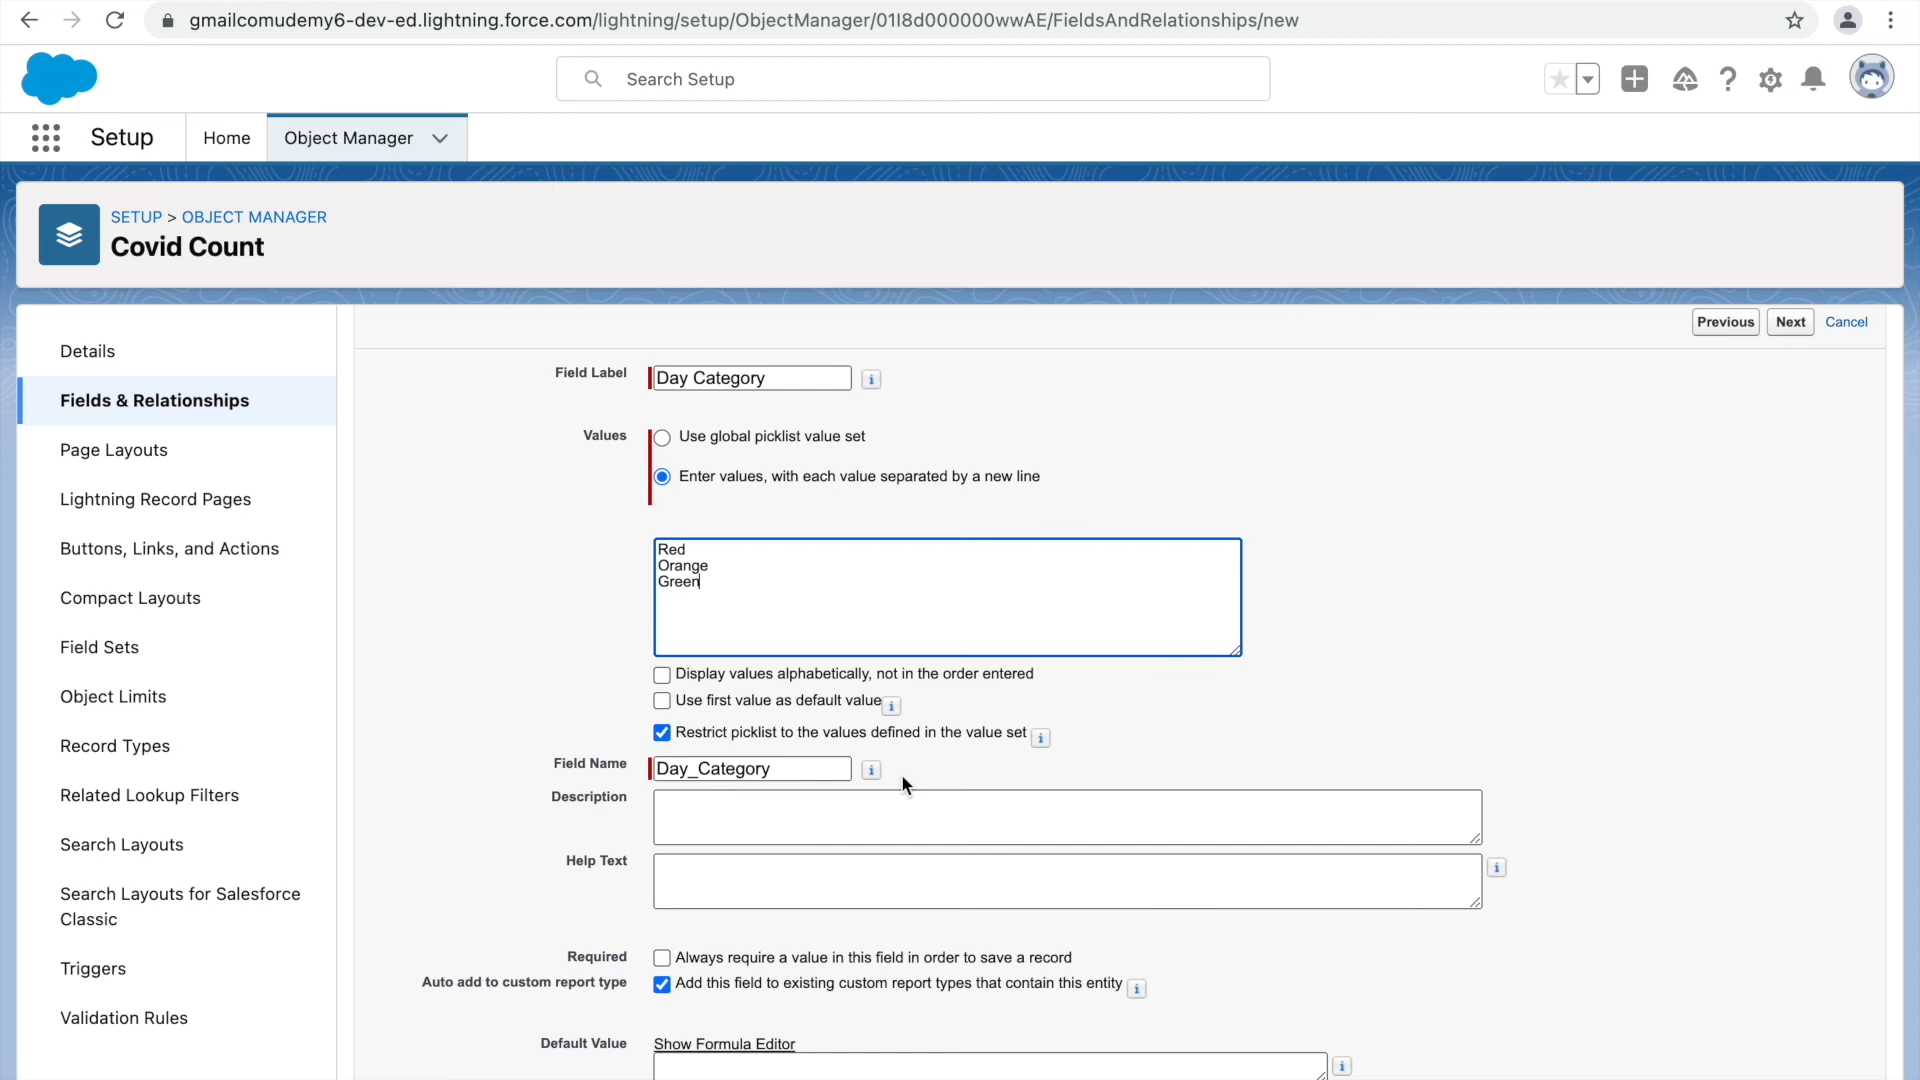 gmailcomudemy6-dev-ed.lightning.force.com/lightning/setup/ObjectManager/01I8d000000wwAE/FieldsAndRelationships/new
Search Setup
Setup
Home
Object Manager
SETUP > OBJECT MANAGER
Covid Count
Details
Fields & Relationships
Page Layouts
Lightning Record Pages
Buttons, Links, and Actions
Compact Layouts
Field Sets
Object Limits
Record Types
Related Lookup Filters
Search Layouts
Search Layouts for Salesforce
Classic
Triggers
Validation Rules
Previous
Next
Cancel
Field Label
Day Category
Values
Use global picklist value set
Enter values, with each value separated by a new line
Red
Orange
Green
Display values alphabetically, not in the order entered
Use first value as default value
Restrict picklist to the values defined in the value set
Field Name
Day_Category
Description
Help Text
Required
Always require a value in this field in order to save a record
Auto add to custom report type
Add this field to existing custom report types that contain this entity
Default Value
Show Formula Editor